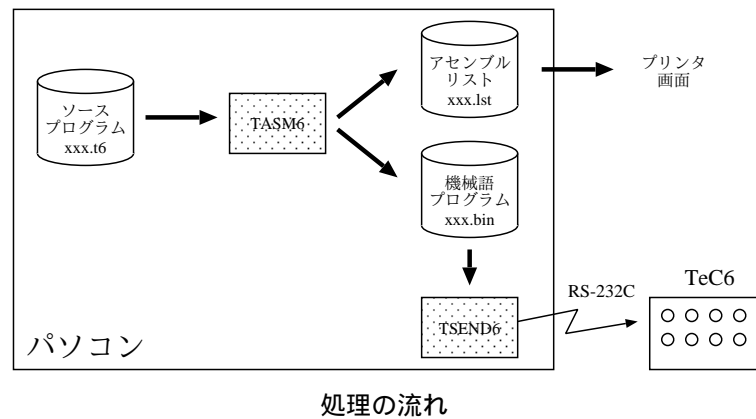 ソース
プログラム
xxx.t6
TASM6
アセンブル
リスト
xxx.lst
プリンタ
画面
機械語
プログラム
xxx.bin
TSEND6
RS-232C
TeC6
パソコン
処理の流れ